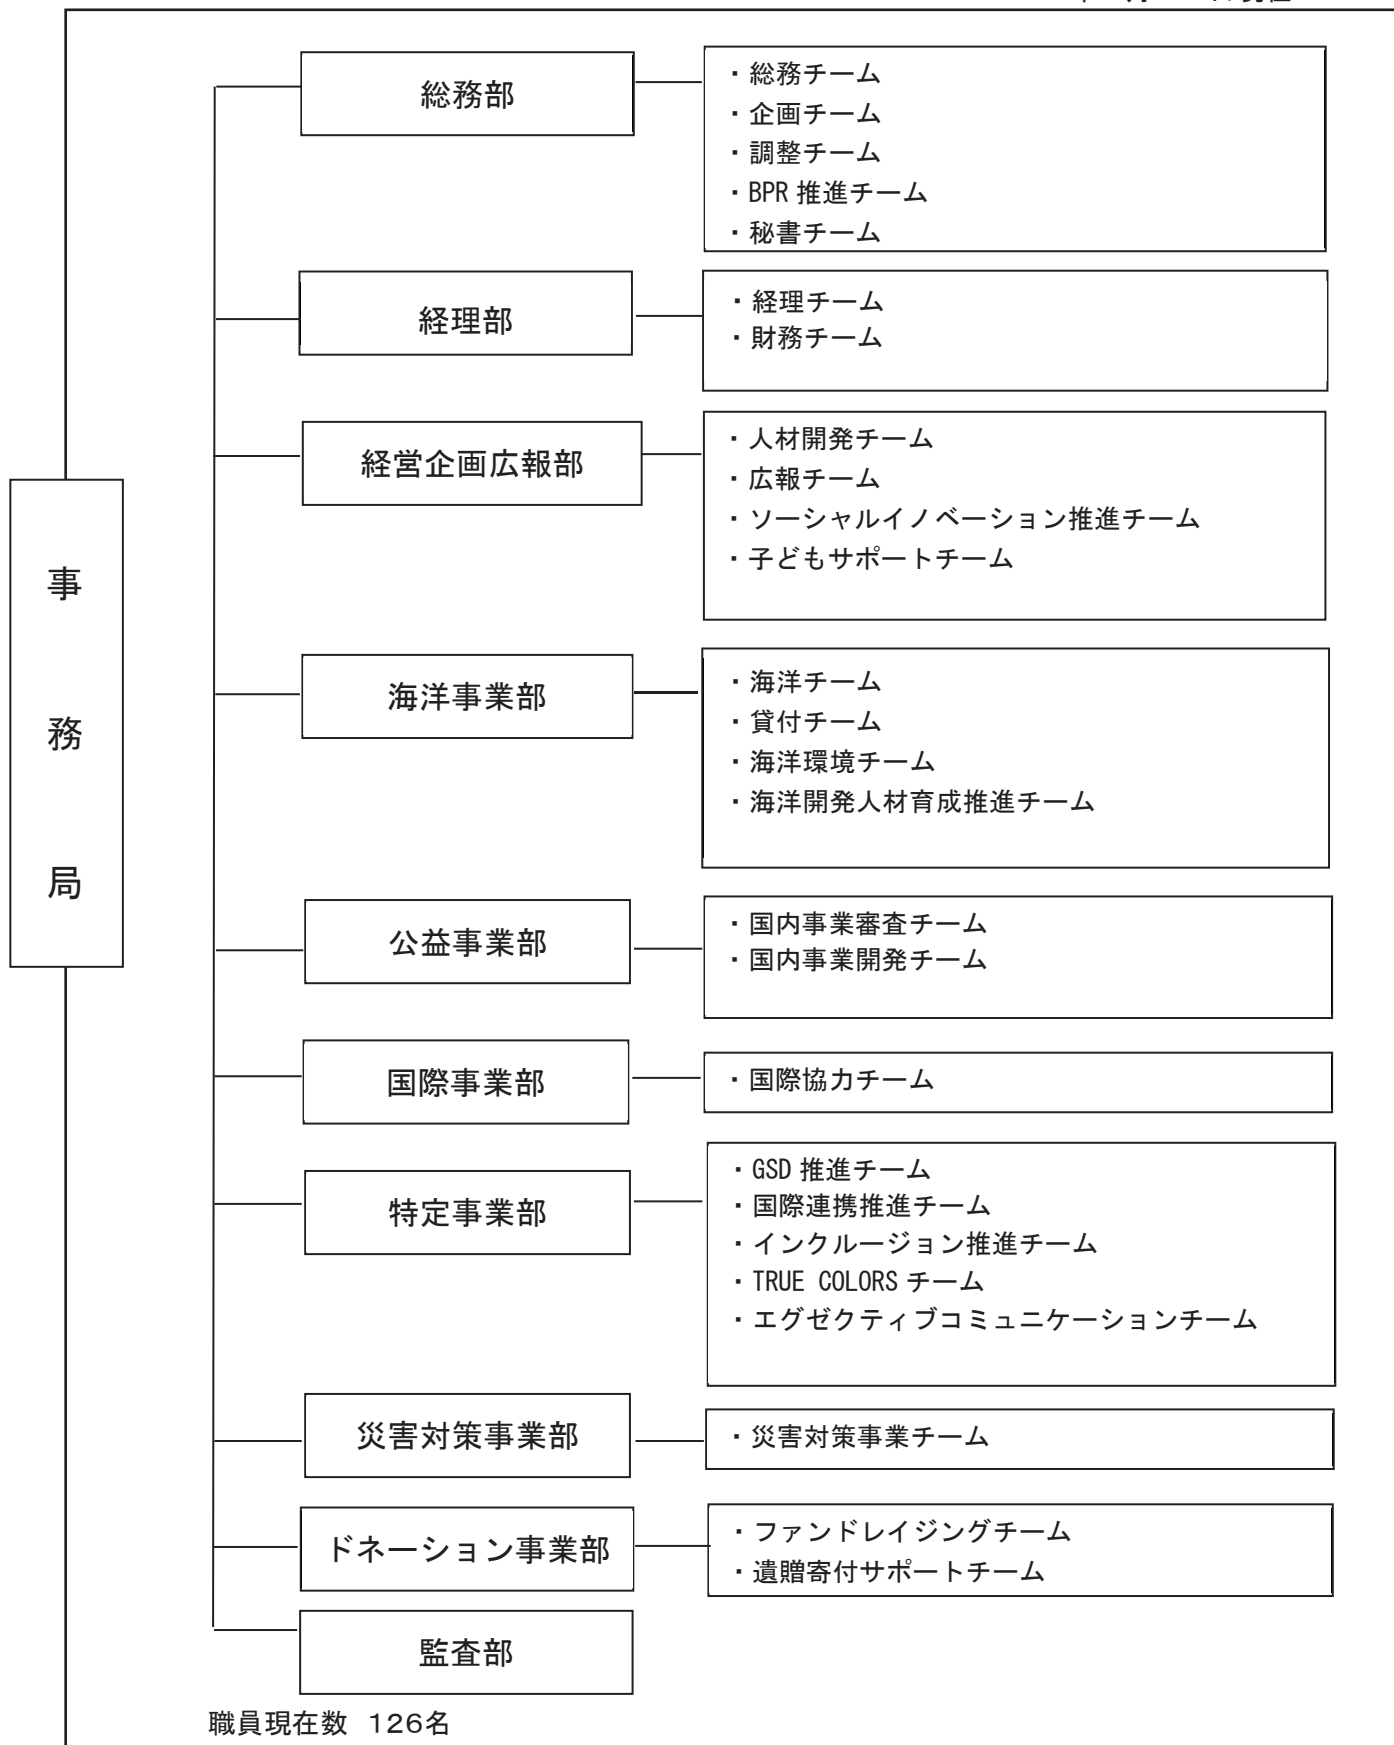 総務部
・総務チーム
・企画チーム
・調整チーム
・BPR 推進チーム
・秘書チーム
経理部
・経理チーム
・財務チーム
経営企画広報部
・人材開発チーム
・広報チーム
・ソーシャルイノベーション推進チーム
・子どもサポートチーム
事務局
海洋事業部
・海洋チーム
・貸付チーム
・海洋環境チーム
・海洋開発人材育成推進チーム
公益事業部
・国内事業審査チーム
・国内事業開発チーム
国際事業部
・国際協力チーム
特定事業部
・GSD 推進チーム
・国際連携推進チーム
・インクルージョン推進チーム
・TRUE COLORS チーム
・エグゼクティブコミュニケーションチーム
災害対策事業部
・災害対策事業チーム
ドネーション事業部
・ファンドレイジングチーム
・遺贈寄付サポートチーム
監査部
職員現在数 126名